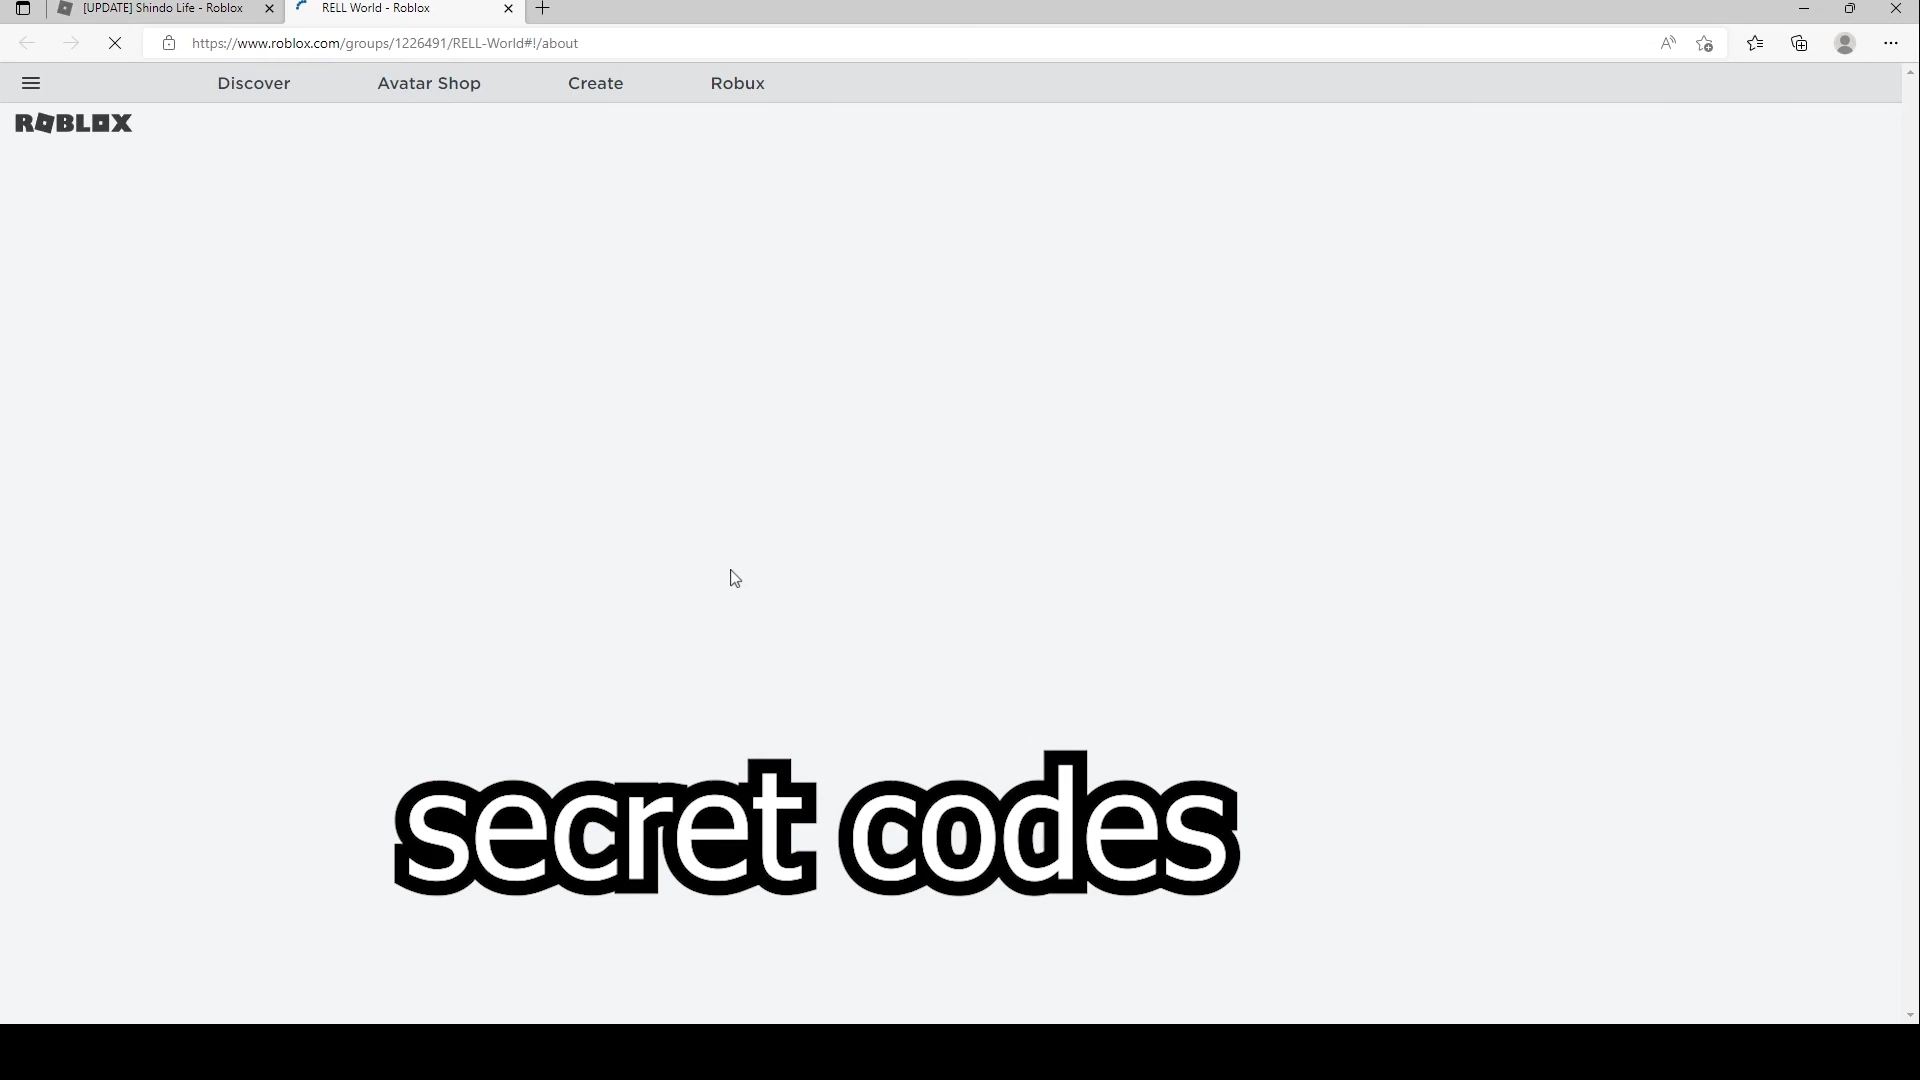 [UPDATE] Shindo Life - Roblox
RELL World - Roblox
https://www.roblox.com/groups/1226491/RELL-World#!/about
Discover
Avatar Shop
Create
Robux
ROBLOX
secret codes